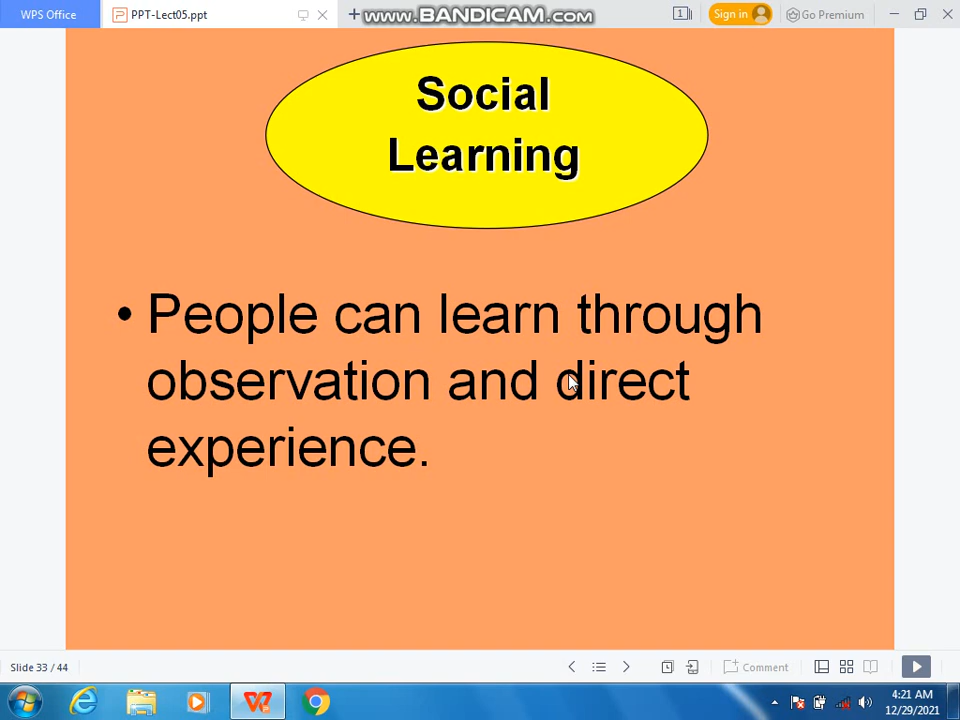 WPS Office
PPT-Lect05.ppt
www.BANDICAM.com
1
Sign in
Go Premium
Social
Learning
• People can learn through
observation and direct
experience.
Slide 33 / 44
Comment
4:21 AM
12/29/2021